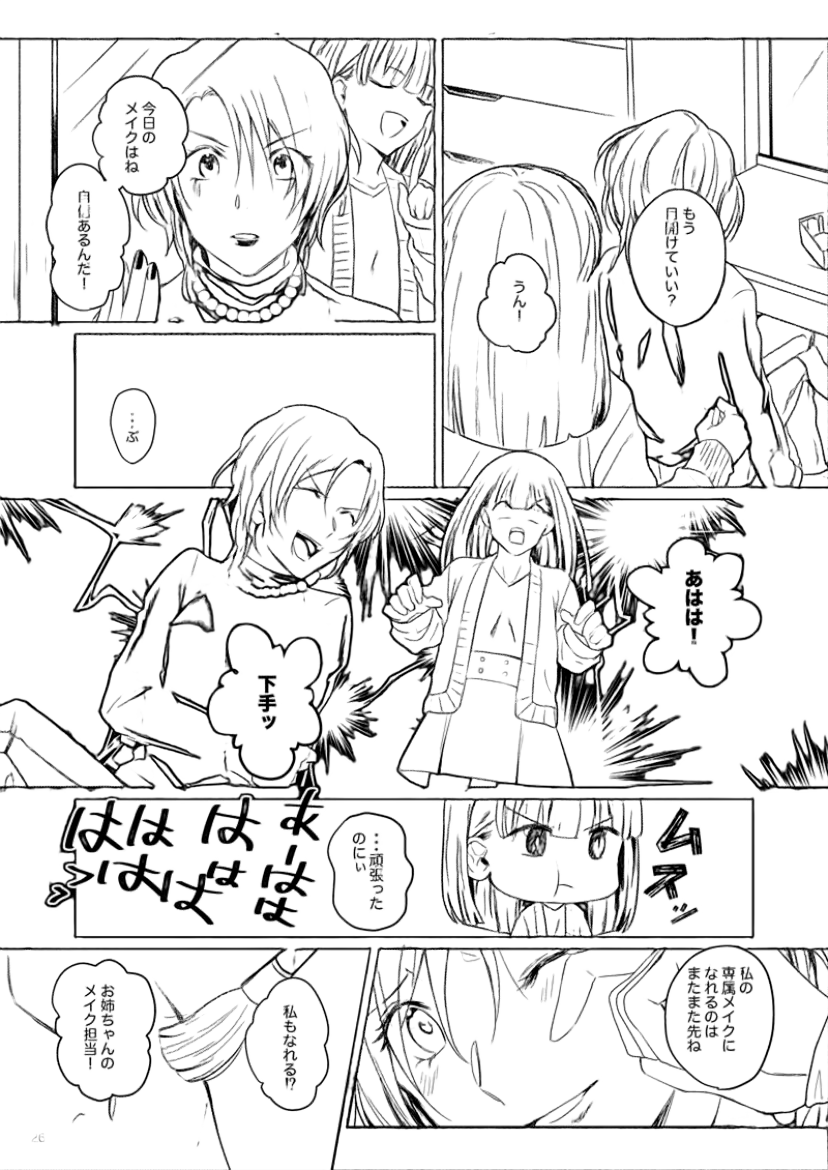 もう
目開けていい?
うん!
今日の
メイクはね
自信あるんだ!
…ぷ
あはは!
下手ッ
ムスッ
…頑張った
のにぃ
あ
ーはは
はははは
はははは
私の
専属メイクに
なれるのは
まだまだ先ね
私もなれる!?
お姉ちゃんの
メイク担当!
26